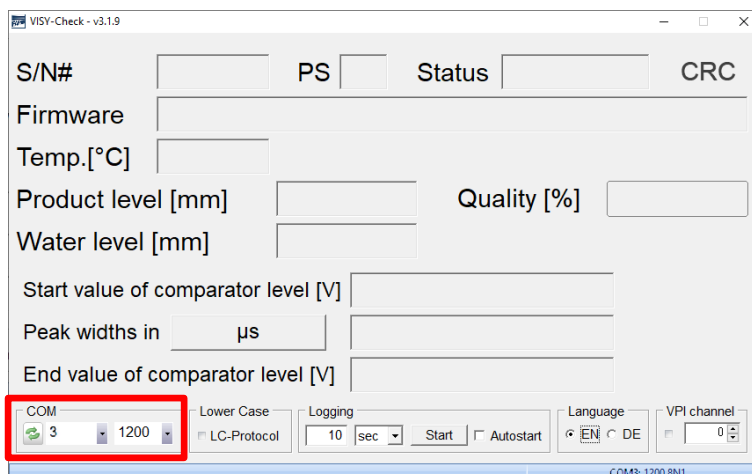 VISY-Check - v3.1.9
S/N# PS Status CRC
Firmware
Temp.[°C]
Product level [mm] Quality [%]
Water level [mm]
Start value of comparator level [V]
Peak widths in µs
End value of comparator level [V]
COM Lower Case Logging Language VPI channel
3 1200 LC-Protocol 10 sec Start Autostart EN DE 0
COM3: 1200 8N1